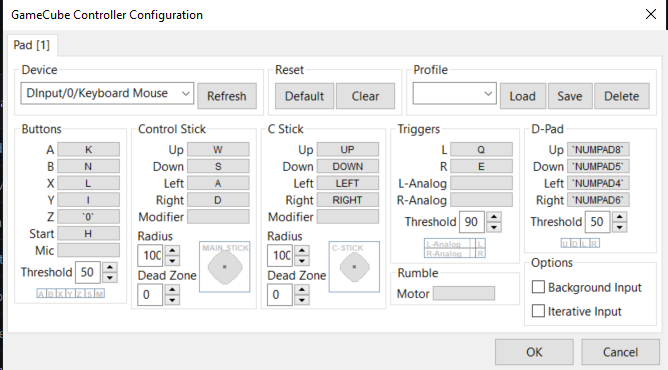 GameCube Controller Configuration
Pad [1]
Device
DInput/0/Keyboard Mouse
Refresh
Reset
Default
Clear
Profile
Load
Save
Delete
Buttons
A K
B N
X L
Y I
Z `0`
Start H
Mic
Threshold 50
A B X Y Z S M
Control Stick
Up W
Down S
Left A
Right D
Modifier
Radius
100
MAIN_STICK
Dead Zone
0
C Stick
Up UP
Down DOWN
Left LEFT
Right RIGHT
Modifier
Radius
100
C-STICK
Dead Zone
0
Triggers
L Q
R E
L-Analog
R-Analog
Threshold 90
L-Analog L
R-Analog R
Rumble
Motor
D-Pad
Up `NUMPAD8`
Down `NUMPAD5`
Left `NUMPAD4`
Right `NUMPAD6`
Threshold 50
U D L R
Options
Background Input
Iterative Input
OK
Cancel